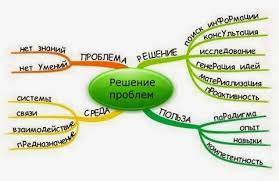 Решение
проблем
ПРОБЛЕМА
нет знаний
нет умений
РЕШЕНИЕ
поиск информации
консультация
исследование
генерация идей
материализация
проактивность
ПОЛЬЗА
парадигма
опыт
навыки
компетентность
СРЕДА
системы
связи
взаимодействие
предназначение